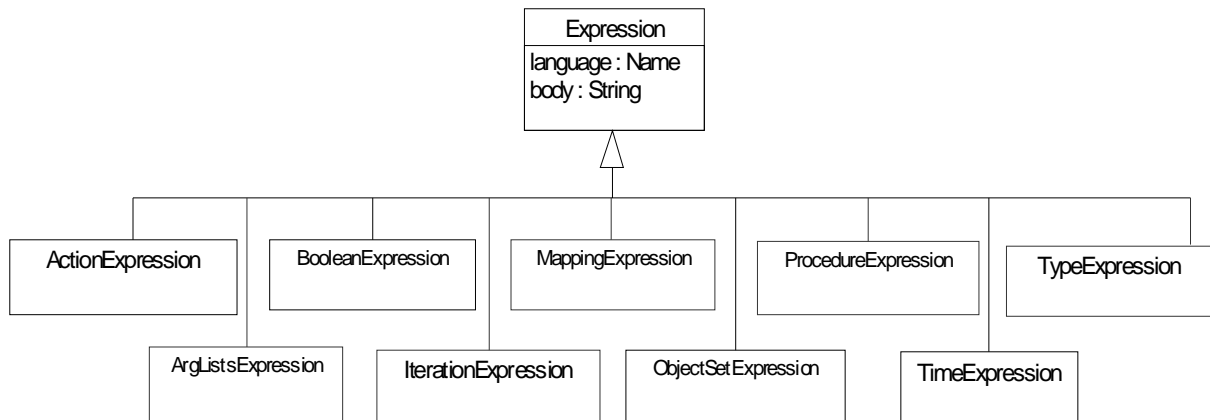 Expression
language : Name
body : String
ActionExpression
BooleanExpression
MappingExpression
ProcedureExpression
TypeExpression
ArgListsExpression
IterationExpression
ObjectSetExpression
TimeExpression